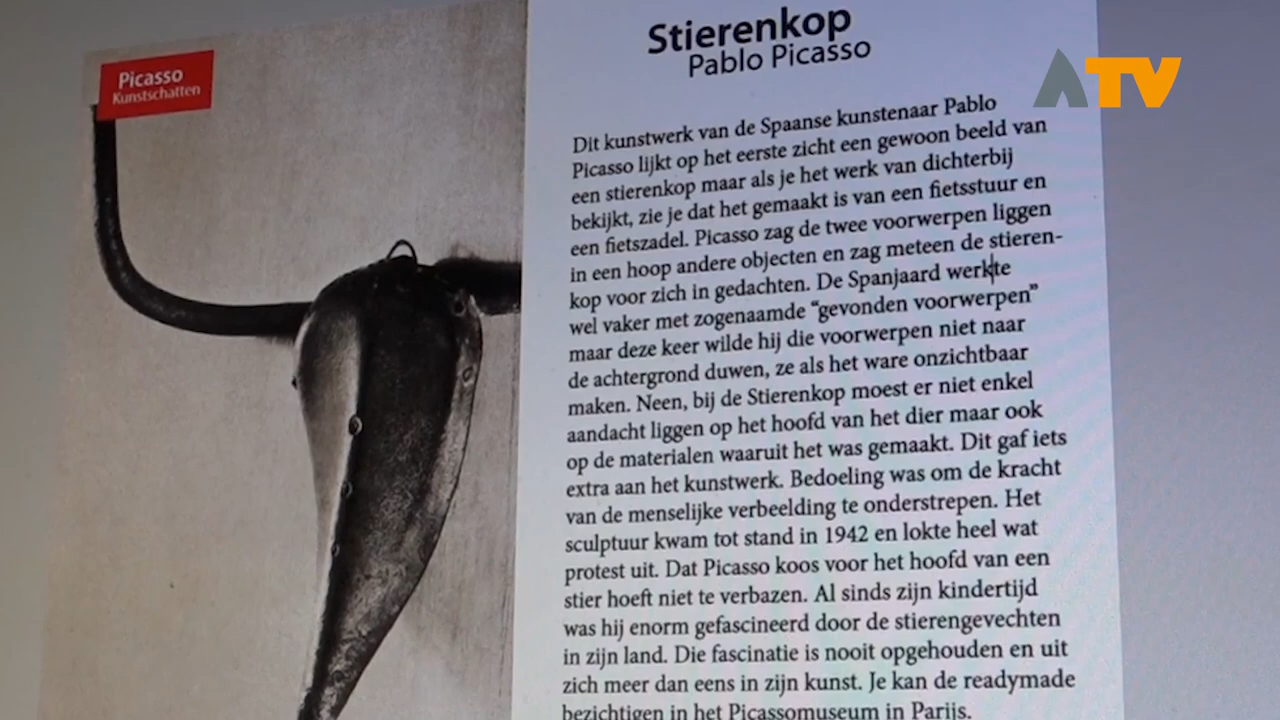 Picasso
Kunstschatten
Stierenkop
Pablo Picasso
ATV
Dit kunstwerk van de Spaanse kunstenaar Pablo
Picasso lijkt op het eerste zicht een gewoon beeld van
een stierenkop maar als je het werk van dichterbij
bekijkt, zie je dat het gemaakt is van een fietsstuur en
een fietszadel. Picasso zag de twee voorwerpen liggen
in een hoop andere objecten en zag meteen de stieren-
kop voor zich in gedachten. De Spanjaard werkte
wel vaker met zogenaamde “gevonden voorwerpen”
maar deze keer wilde hij die voorwerpen niet naar
de achtergrond duwen, ze als het ware onzichtbaar
maken. Neen, bij de Stierenkop moest er niet enkel
aandacht liggen op het hoofd van het dier maar ook
op de materialen waaruit het was gemaakt. Dit gaf iets
extra aan het kunstwerk. Bedoeling was om de kracht
van de menselijke verbeelding te onderstrepen. Het
sculptuur kwam tot stand in 1942 en lokte heel wat
protest uit. Dat Picasso koos voor het hoofd van een
stier hoeft niet te verbazen. Al sinds zijn kindertijd
was hij enorm gefascineerd door de stierengevechten
in zijn land. Die fascinatie is nooit opgehouden en uit
zich meer dan eens in zijn kunst. Je kan de readymade
bezichtigen in het Picassomuseum in Parijs.